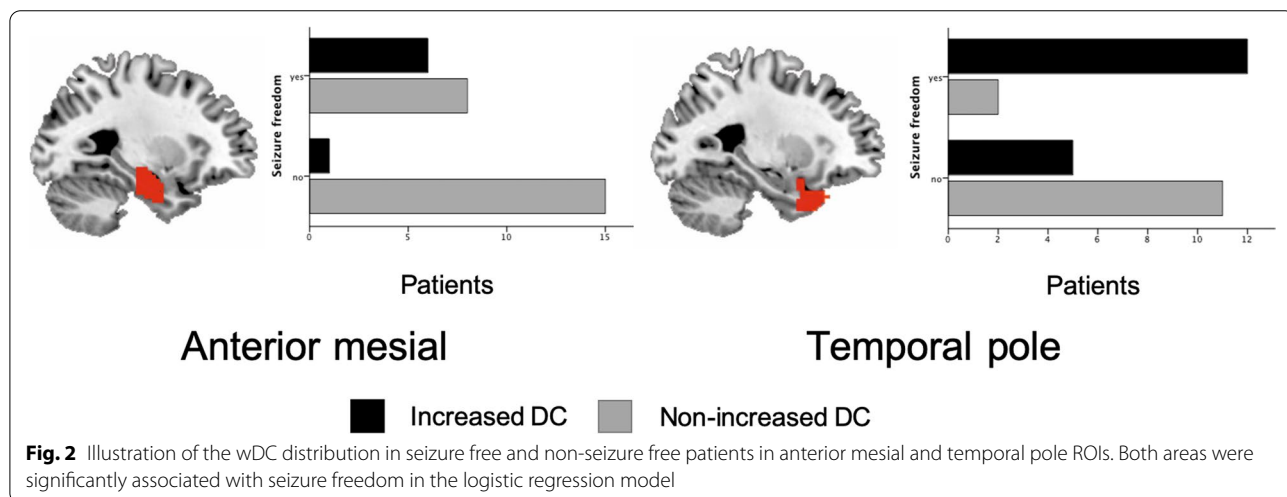 Seizure freedom
yes
no
0
5
10
15
Patients
Anterior mesial
Seizure freedom
yes
no
0
2
4
6
8
10
12
Patients
Temporal pole
Increased DC
Non-increased DC
Fig. 2 Illustration of the wDC distribution in seizure free and non-seizure free patients in anterior mesial and temporal pole ROIs. Both areas were
significantly associated with seizure freedom in the logistic regression model